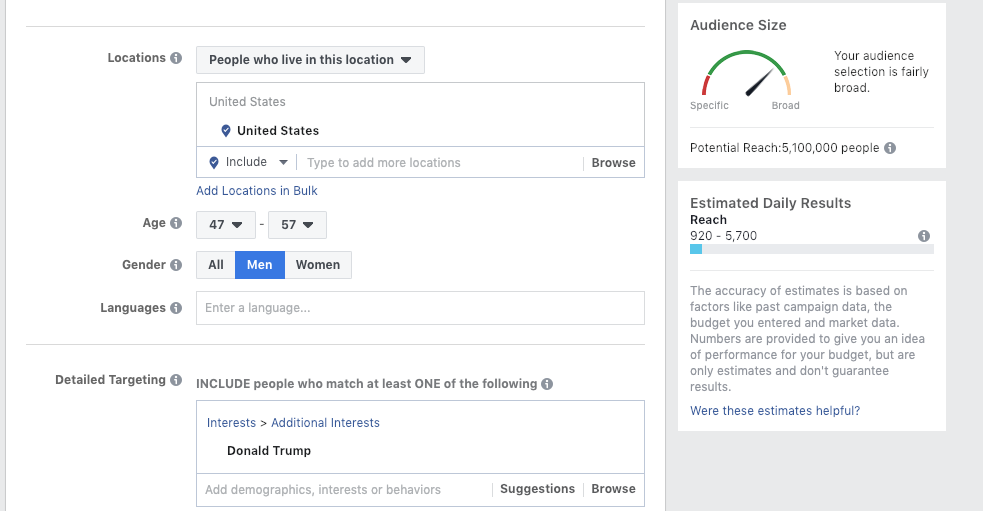 Locations
People who live in this location
United States
United States
Include
Type to add more locations
Browse
Add Locations in Bulk
Age
47 - 57
Gender
All Men Women
Languages
Enter a language...
Detailed Targeting
INCLUDE people who match at least ONE of the following
Interests > Additional Interests
Donald Trump
Add demographics, interests or behaviors
Suggestions
Browse
Audience Size
Specific
Broad
Your audience
selection is fairly
broad.
Potential Reach:5,100,000 people
Estimated Daily Results
Reach
920 - 5,700
The accuracy of estimates is based on
factors like past campaign data, the
budget you entered and market data.
Numbers are provided to give you an idea
of performance for your budget, but are
only estimates and don't guarantee
results.
Were these estimates helpful?